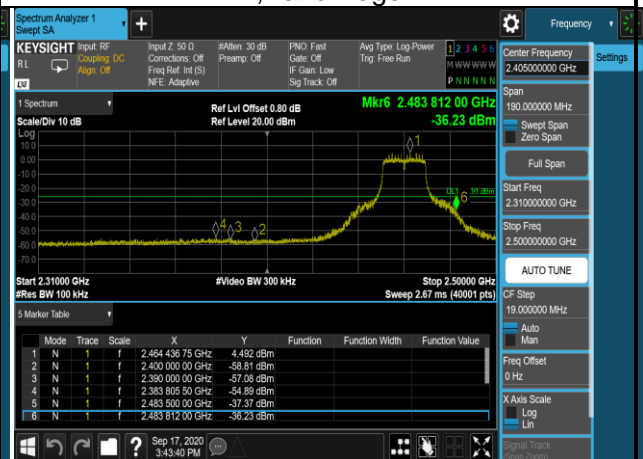 Spectrum Analyzer 1
Swept SA
Frequency
KEYSIGHT
RL
LXI
Input: RF
Coupling: DC
Align: Off
Input Z: 50 Ω
Corrections: Off
Freq Ref: Int (S)
NFE: Adaptive
#Atten: 30 dB
Preamp: Off
PNO: Fast
Gate: Off
IF Gain: Low
Sig Track: Off
Avg Type: Log-Power
Trig: Free Run
1 2 3 4 5 6
M W W W W W
P N N N N N
1 Spectrum
Scale/Div 10 dB
Ref Lvl Offset 0.80 dB
Ref Level 20.00 dBm
Mkr6 2.483 812 00 GHz
-36.23 dBm
Log
10.0
0.00
-10.0
-20.0
-30.0
-40.0
-50.0
-60.0
-70.0
1
4 3 2
6
Start 2.31000 GHz
#Res BW 100 kHz
#Video BW 300 kHz
Stop 2.50000 GHz
Sweep 2.67 ms (40001 pts)
5 Marker Table
Mode Trace Scale X Y Function Function Width Function Value
1 N 1 f 2.464 436 75 GHz 4.492 dBm
2 N 1 f 2.400 000 00 GHz -58.81 dBm
3 N 1 f 2.390 000 00 GHz -57.08 dBm
4 N 1 f 2.383 805 50 GHz -54.89 dBm
5 N 1 f 2.483 500 00 GHz -37.37 dBm
6 N 1 f 2.483 812 00 GHz -36.23 dBm
Sep 17, 2020
3:43:40 PM
Center Frequency
2.405000000 GHz
Settings
Span
190.000000 MHz
Swept Span
Zero Span
Full Span
Start Freq
2.310000000 GHz
Stop Freq
2.500000000 GHz
AUTO TUNE
CF Step
19.000000 MHz
Auto
Man
Freq Offset
0 Hz
X Axis Scale
Log
Lin
Signal Track
(Span Zoom)